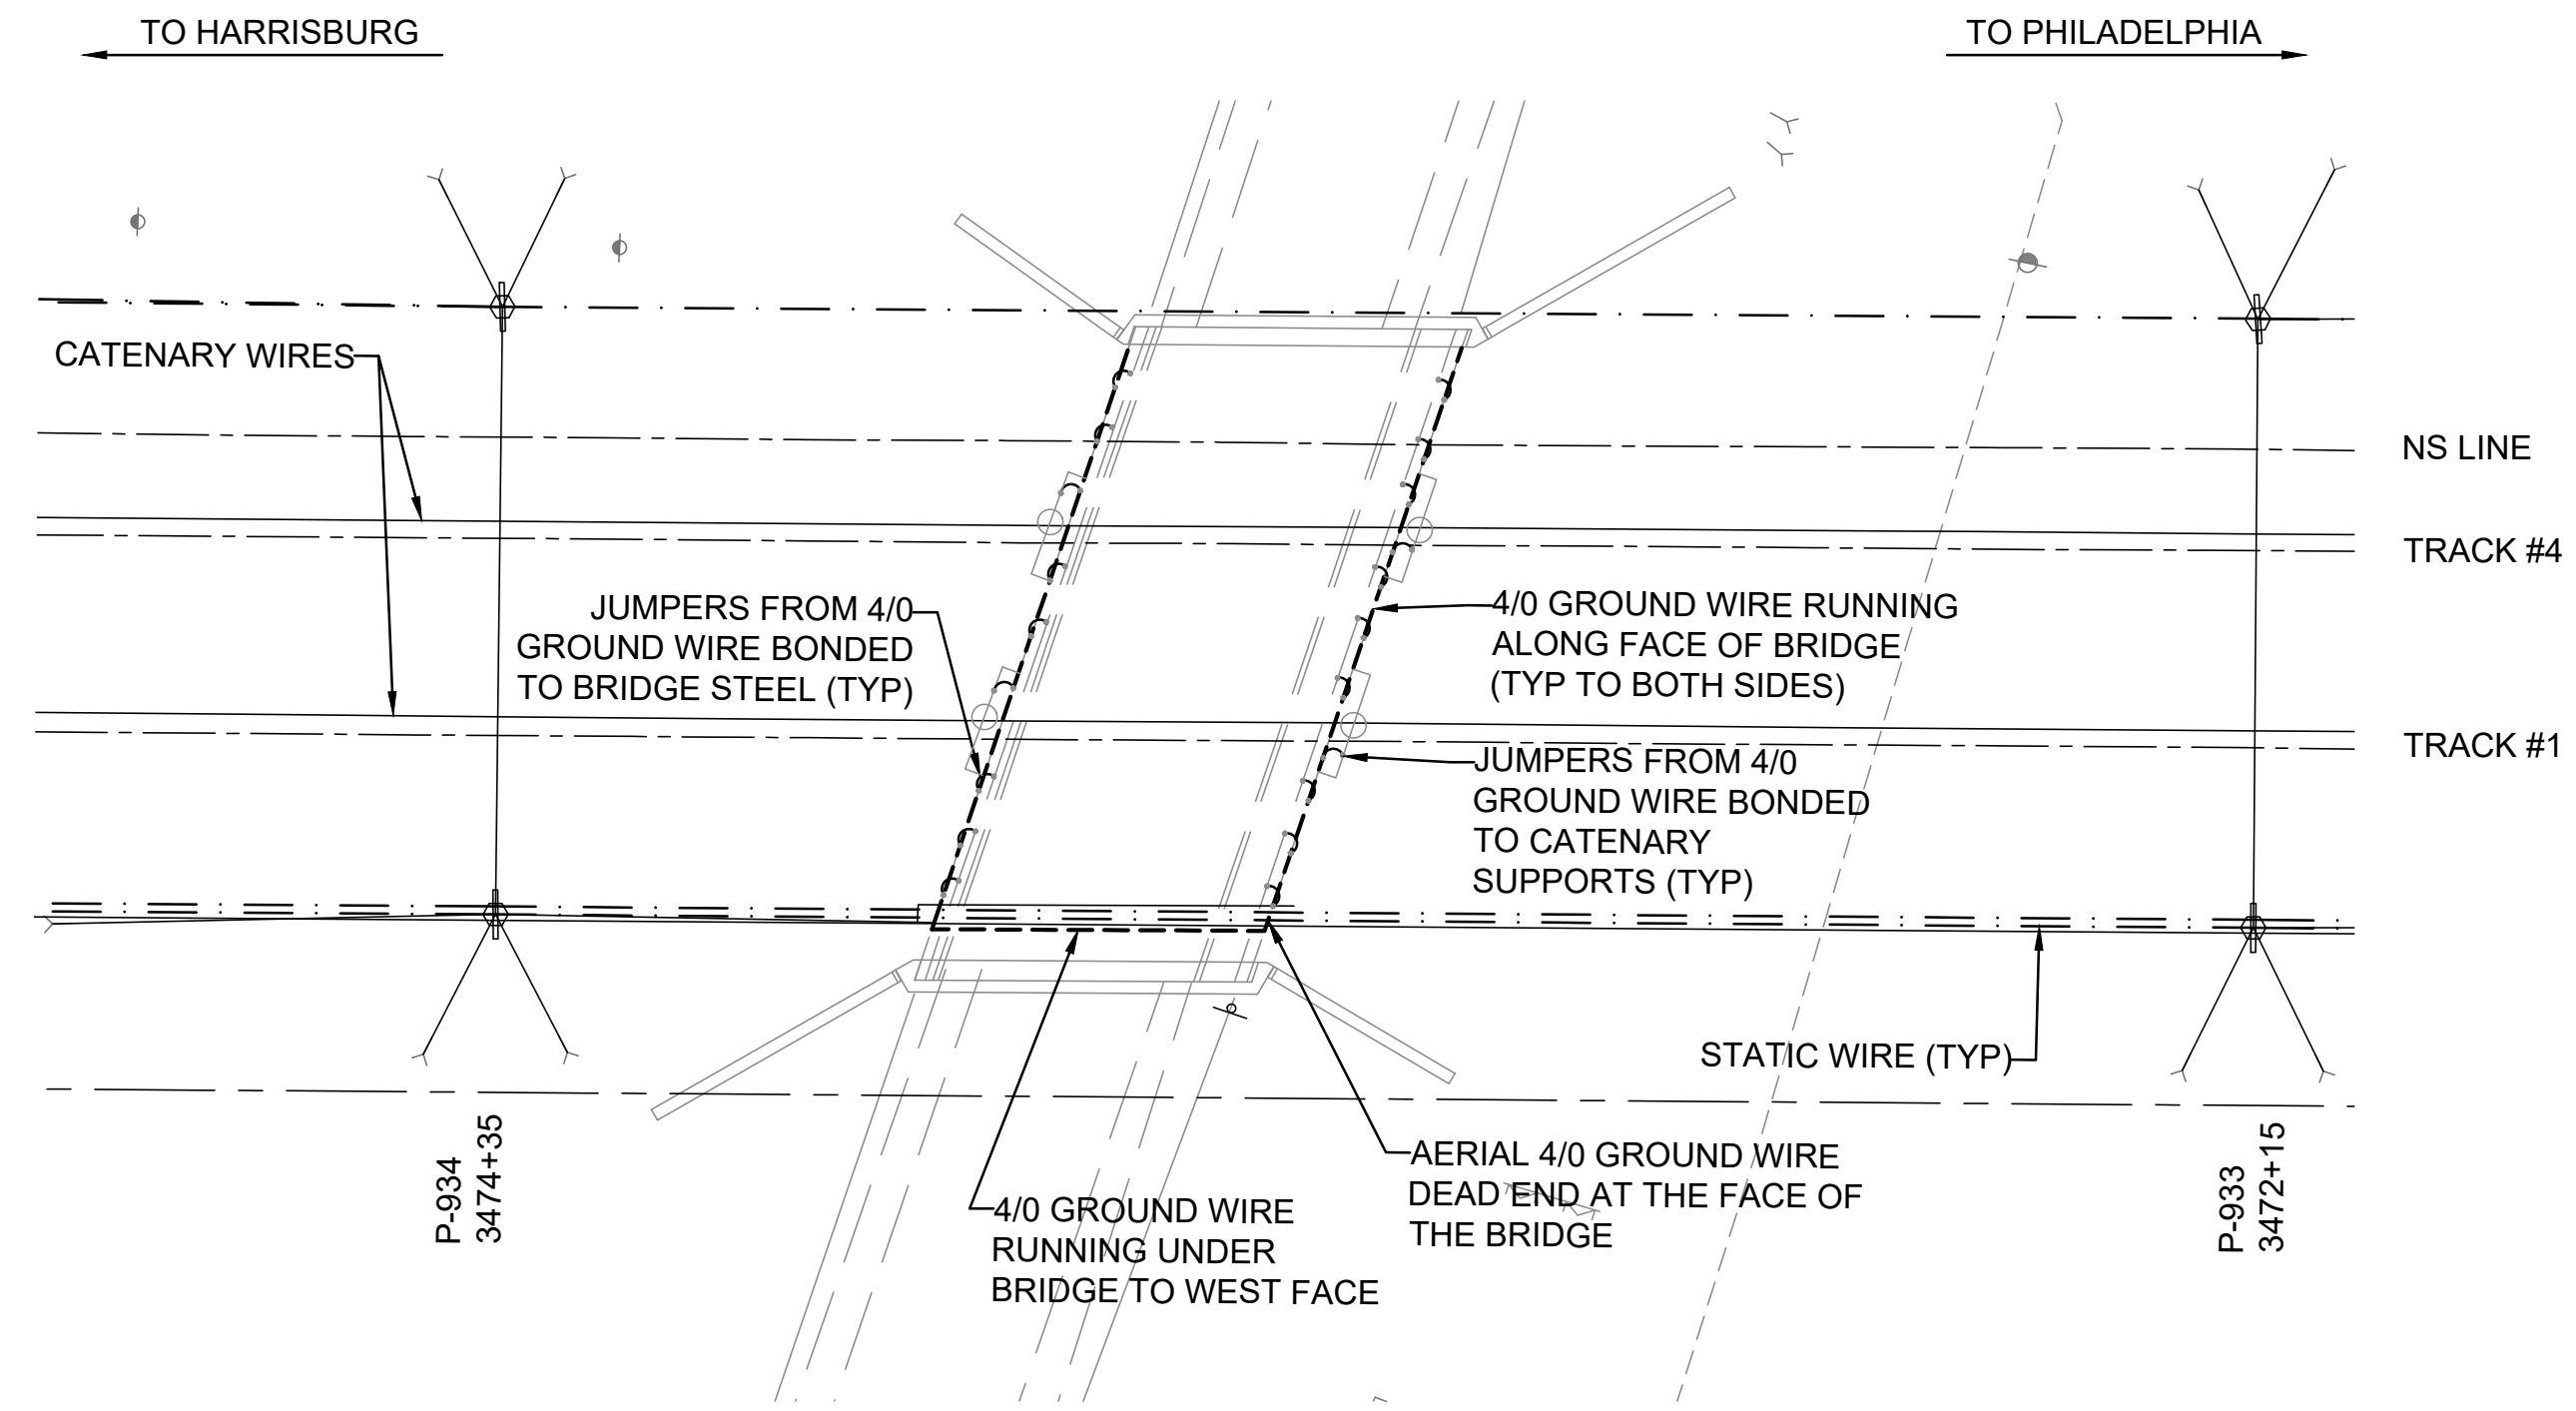 TO HARRISBURG
TO PHILADELPHIA
CATENARY WIRES
NS LINE
TRACK #4
JUMPERS FROM 4/0
GROUND WIRE BONDED
TO BRIDGE STEEL (TYP)
4/0 GROUND WIRE RUNNING
ALONG FACE OF BRIDGE
(TYP TO BOTH SIDES)
TRACK #1
JUMPERS FROM 4/0
GROUND WIRE BONDED
TO CATENARY
SUPPORTS (TYP)
STATIC WIRE (TYP)
P-934
3474+35
4/0 GROUND WIRE
RUNNING UNDER
BRIDGE TO WEST FACE
AERIAL 4/0 GROUND WIRE
DEAD END AT THE FACE OF
THE BRIDGE
P-933
3472+15